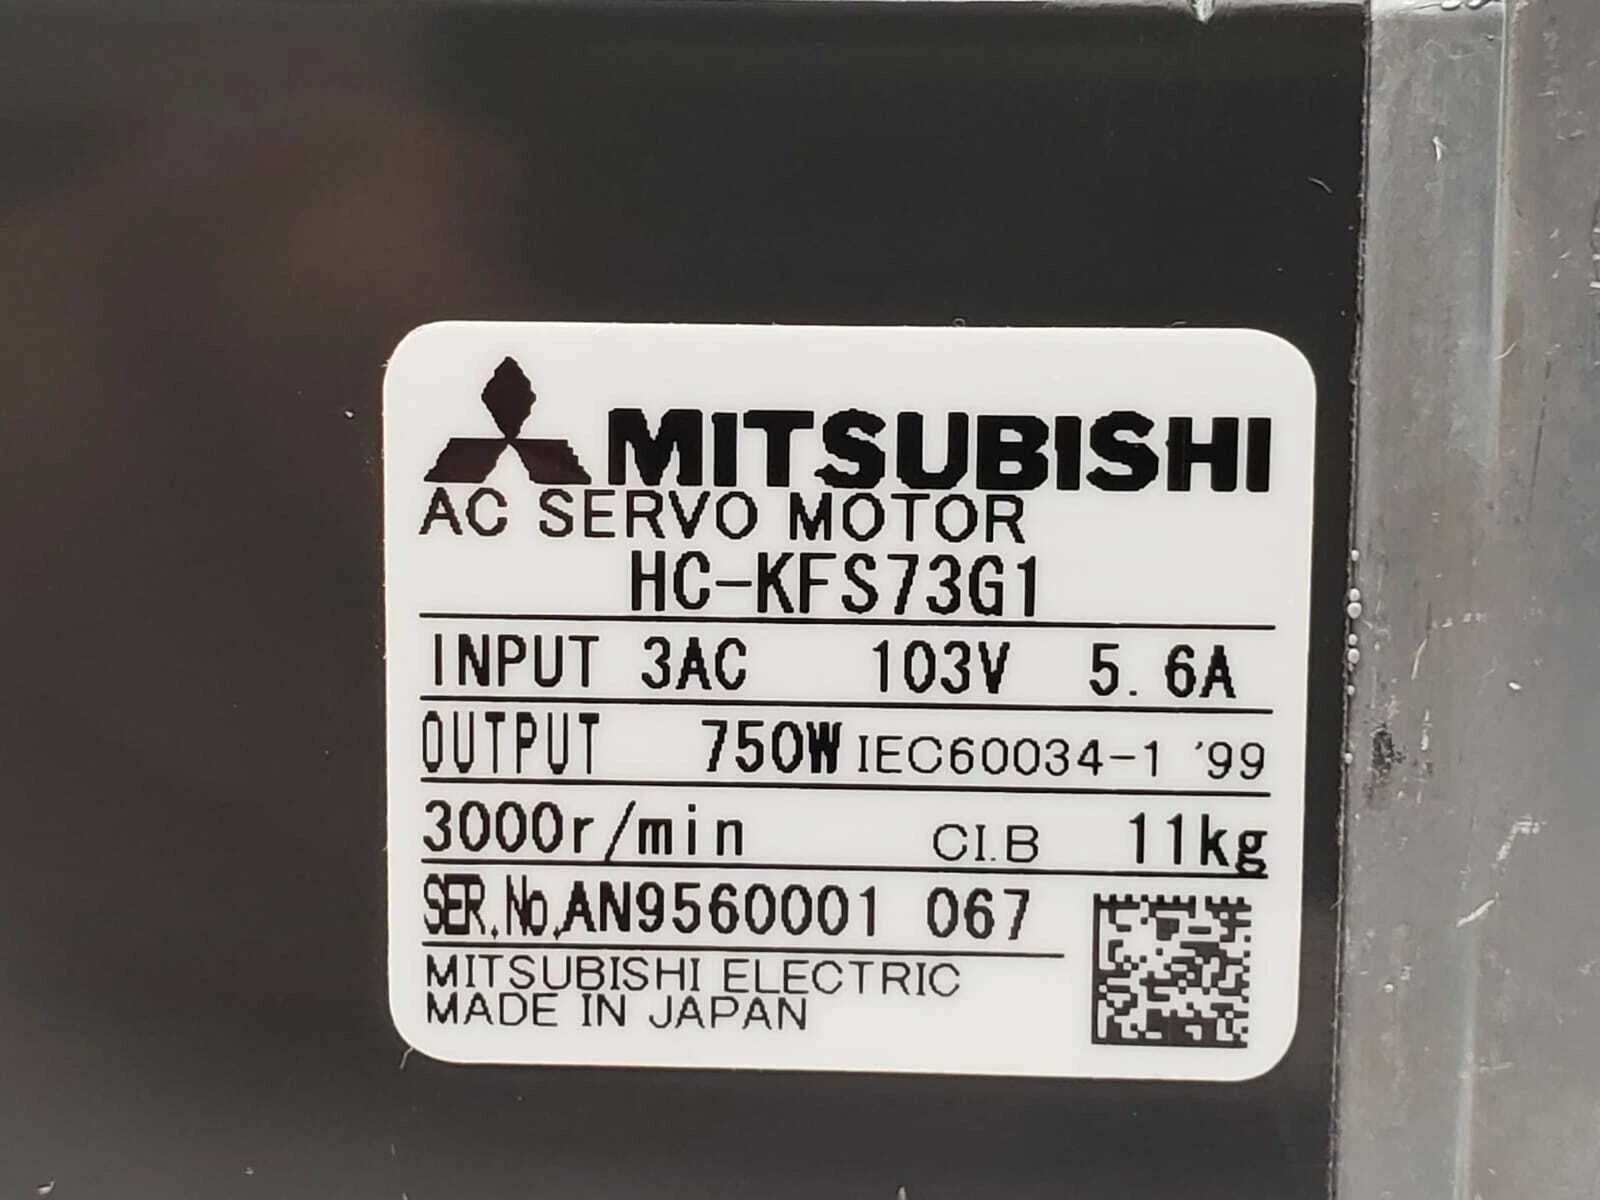 MITSUBISHI
AC SERVO MOTOR
HC-KFS73G1
INPUT 3AC 103V 5.6A
OUTPUT 750W IEC60034-1 '99
3000r/min CI.B 11kg
SER.No.AN9560001 067
MITSUBISHI ELECTRIC
MADE IN JAPAN